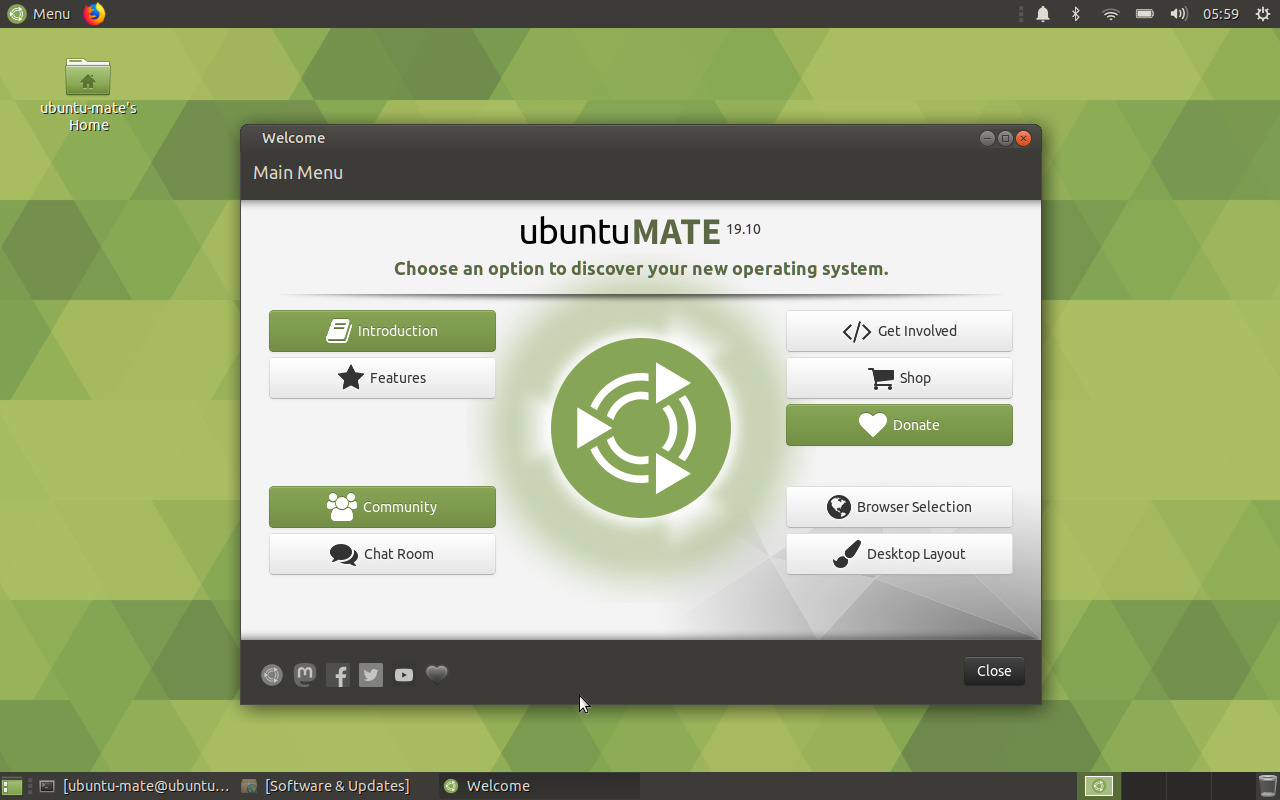 Menu
05:59
ubuntu-mate's
Home
Welcome
Main Menu
ubuntuMATE 19.10
Choose an option to discover your new operating system.
Introduction
Get Involved
Features
Shop
Donate
Community
Browser Selection
Chat Room
Desktop Layout
Close
[ubuntu-mate@ubuntu...
[Software & Updates]
Welcome